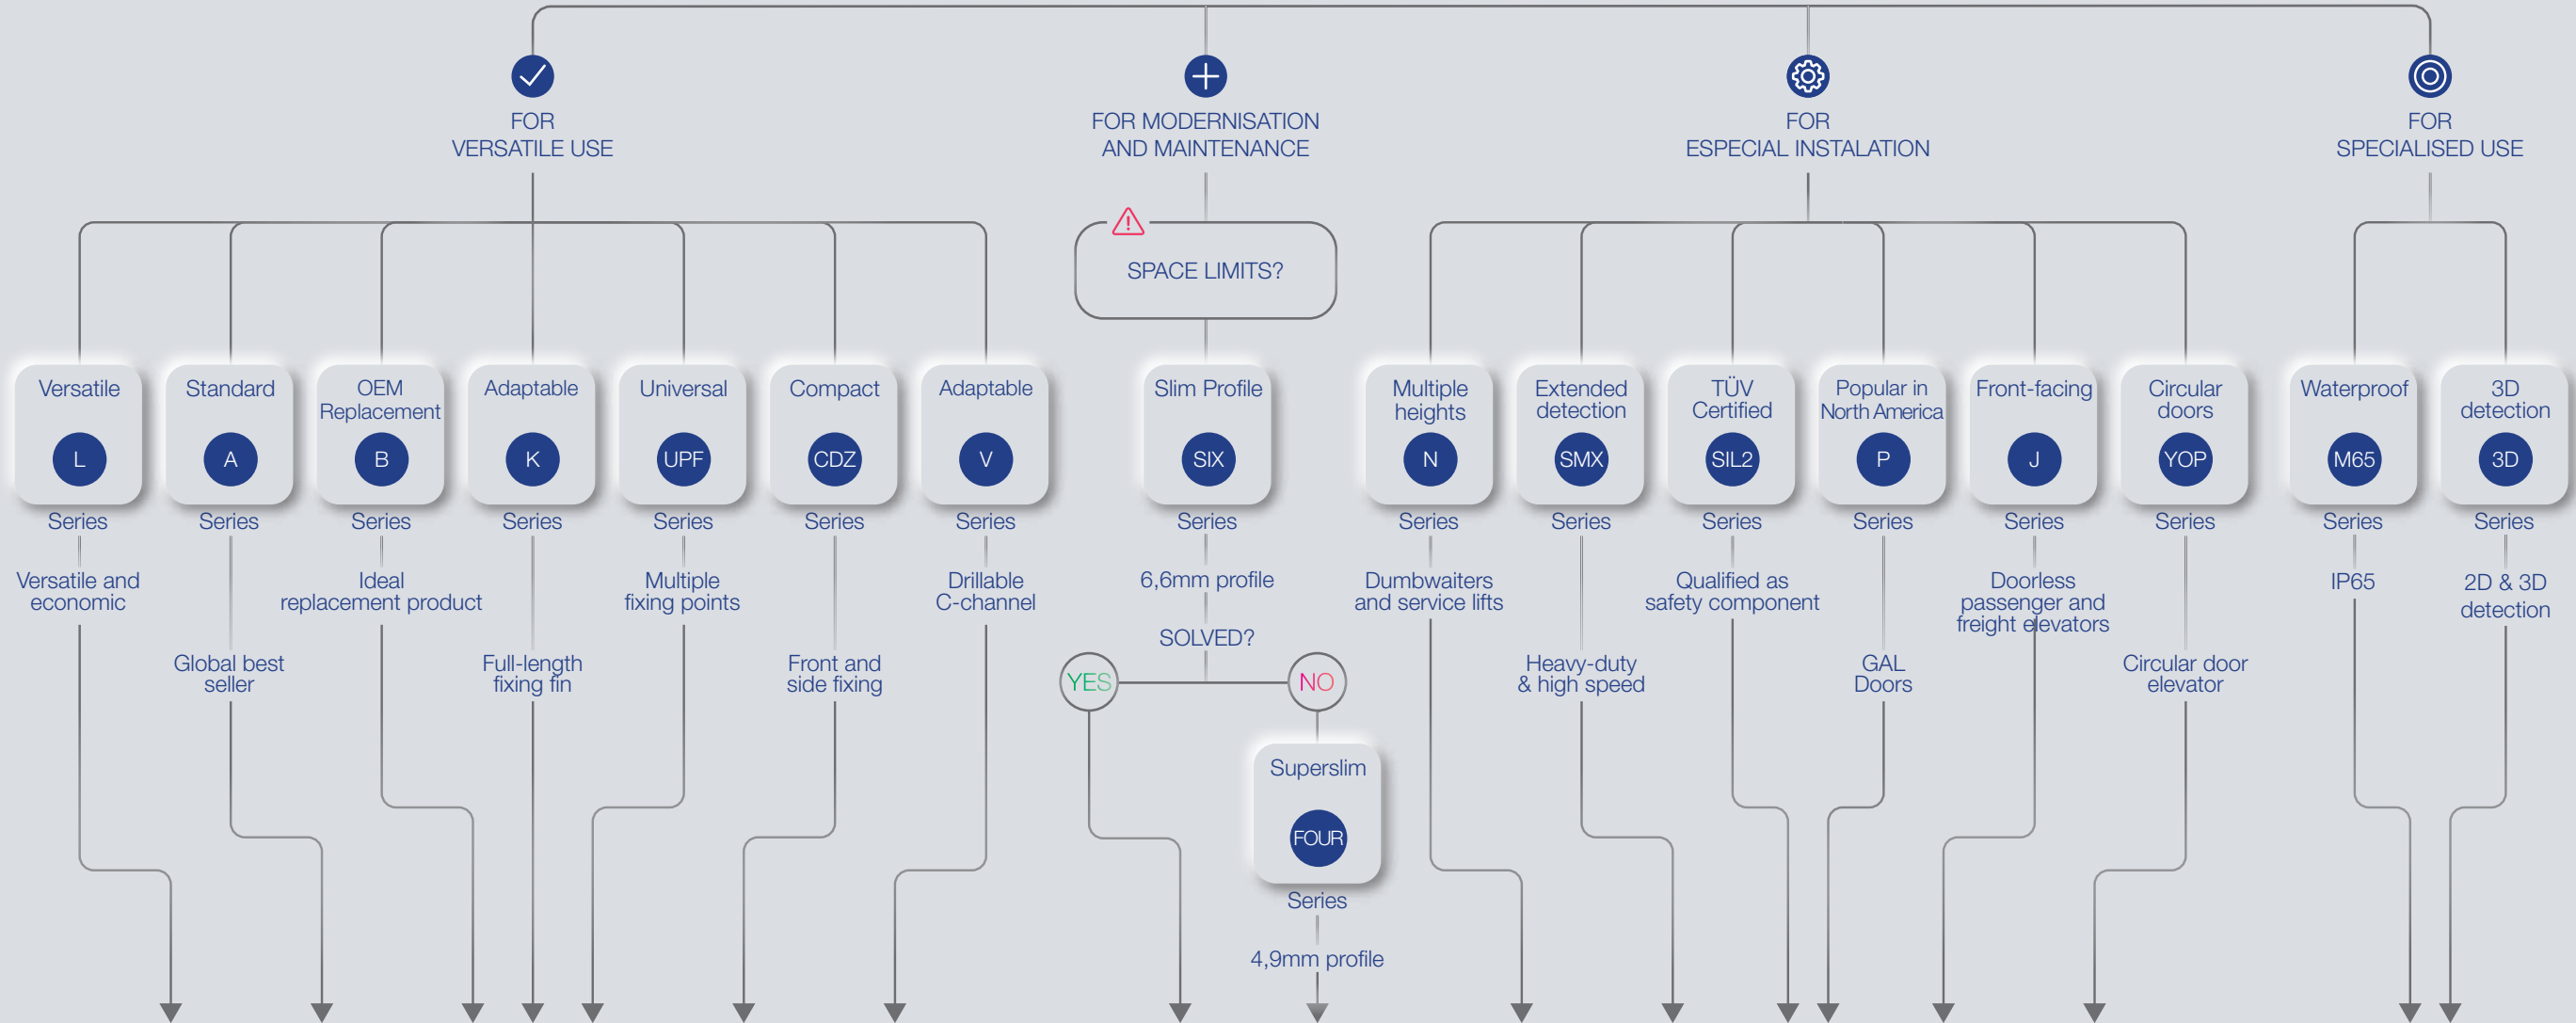 FOR
VERSATILE USE
FOR MODERNISATION
AND MAINTENANCE
FOR
ESPECIAL INSTALATION
FOR
SPECIALISED USE
SPACE LIMITS?
Versatile
L
Series
Versatile and
economic
Standard
A
Series
Global best
seller
OEM
Replacement
B
Series
Ideal
replacement product
Adaptable
K
Series
Full-length
fixing fin
Universal
UPF
Series
Multiple
fixing points
Compact
CDZ
Series
Front and
side fixing
Adaptable
V
Series
Drillable
C-channel
Slim Profile
SIX
Series
6,6mm profile
SOLVED?
YES
NO
Superslim
FOUR
Series
4,9mm profile
Multiple
heights
N
Series
Dumbwaiters
and service lifts
Extended
detection
SMX
Series
Heavy-duty
& high speed
TÜV
Certified
SIL2
Series
Qualified as
safety component
Popular in
North America
P
Series
GAL
Doors
Front-facing
J
Series
Doorless
passenger and
freight elevators
Circular
doors
YOP
Series
Circular door
elevator
Waterproof
M65
Series
IP65
3D
detection
3D
Series
2D & 3D
detection